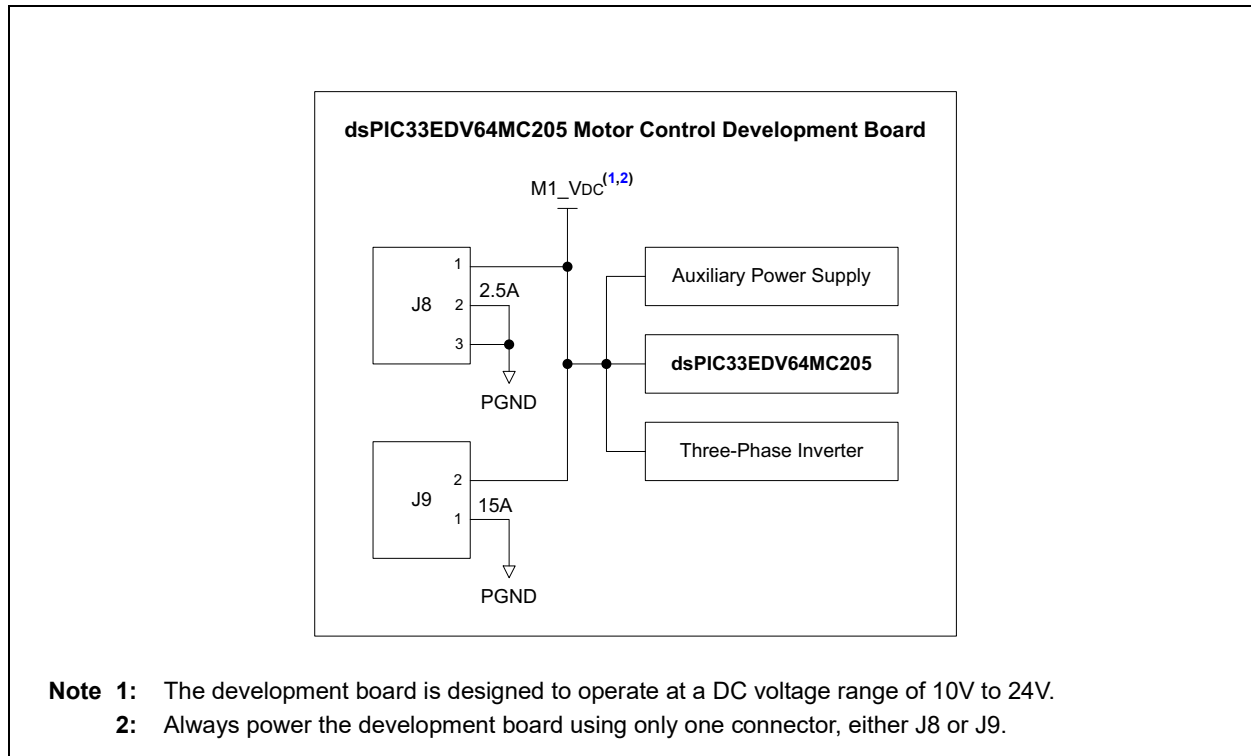 dsPIC33EDV64MC205 Motor Control Development Board
M1_VDC(1,2)
1
2.5A
J8
2
3
PGND
Auxiliary Power Supply
dsPIC33EDV64MC205
Three-Phase Inverter
2
J9
15A
1
PGND
Note 1: The development board is designed to operate at a DC voltage range of 10V to 24V.
2: Always power the development board using only one connector, either J8 or J9.